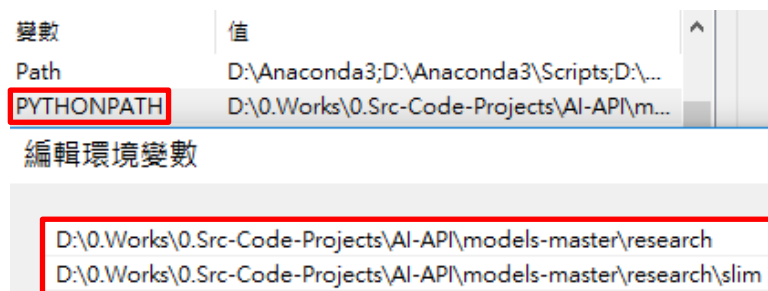 變數 值
Path D:\Anaconda3;D:\Anaconda3\Scripts;D:\...
PYTHONPATH D:\0.Works\0.Src-Code-Projects\AI-API\m...
編輯環境變數
D:\0.Works\0.Src-Code-Projects\AI-API\models-master\research
D:\0.Works\0.Src-Code-Projects\AI-API\models-master\research\slim